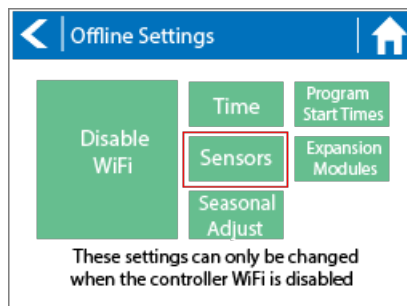 Offline Settings
Disable
WiFi
Time
Sensors
Seasonal
Adjust
Program
Start Times
Expansion
Modules
These settings can only be changed
when the controller WiFi is disabled